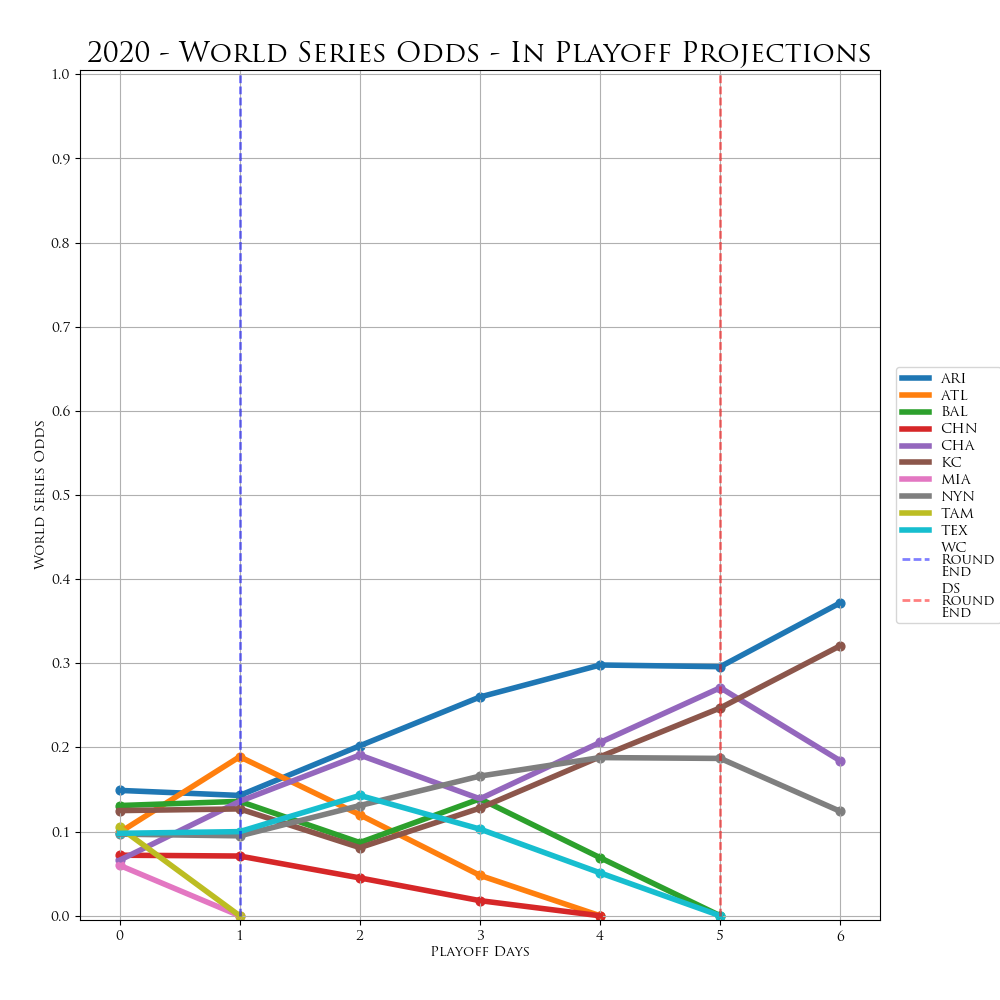 2020 - World Series Odds - In Playoff Projections
1.0
0.9
0.8
0.7
0.6
0.5
0.4
0.3
0.2
0.1
0.0
World Series Odds
0 1 2 3 4 5 6
Playoff Days
ARI
ATL
BAL
CHN
CHA
KC
MIA
NYN
TAM
TEX
WC
Round
End
DS
Round
End